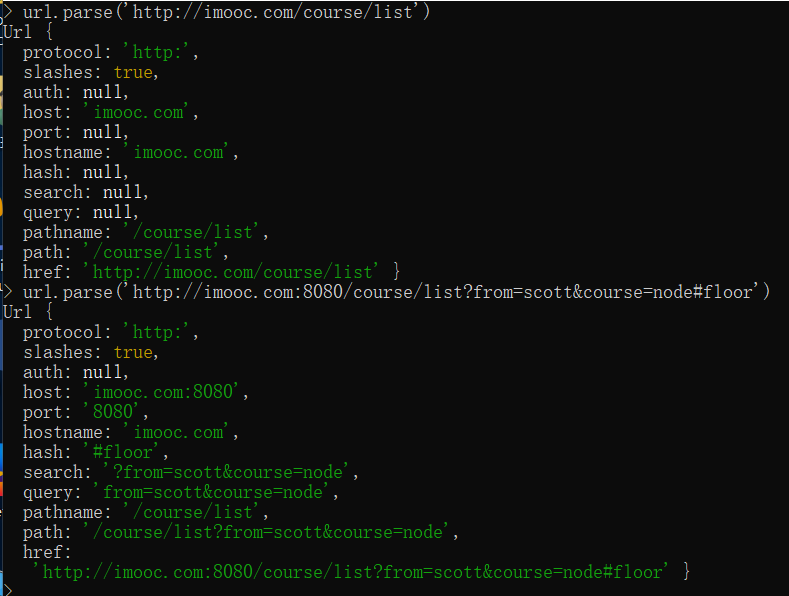 > url.parse('http://imooc.com/course/list')
Url {
  protocol: 'http:',
  slashes: true,
  auth: null,
  host: 'imooc.com',
  port: null,
  hostname: 'imooc.com',
  hash: null,
  search: null,
  query: null,
  pathname: '/course/list',
  path: '/course/list',
  href: 'http://imooc.com/course/list' }
> url.parse('http://imooc.com:8080/course/list?from=scott&course=node#floor')
Url {
  protocol: 'http:',
  slashes: true,
  auth: null,
  host: 'imooc.com:8080',
  port: '8080',
  hostname: 'imooc.com',
  hash: '#floor',
  search: '?from=scott&course=node',
  query: 'from=scott&course=node',
  pathname: '/course/list',
  path: '/course/list?from=scott&course=node',
  href:
   'http://imooc.com:8080/course/list?from=scott&course=node#floor' }
>